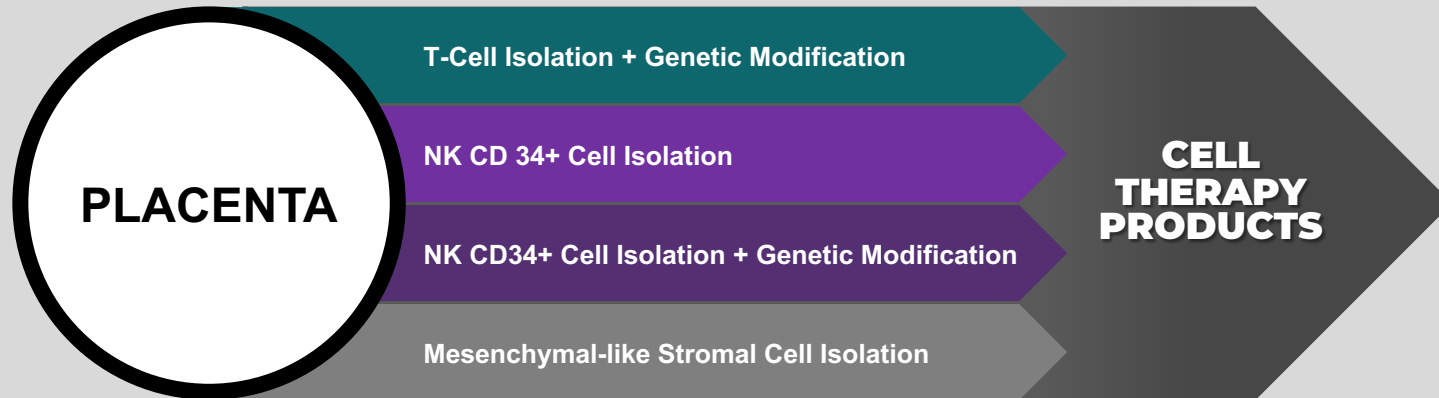 PLACENTA
T-Cell Isolation + Genetic Modification
NK CD 34+ Cell Isolation
NK CD34+ Cell Isolation + Genetic Modification
Mesenchymal-like Stromal Cell Isolation
CELL
THERAPY
PRODUCTS